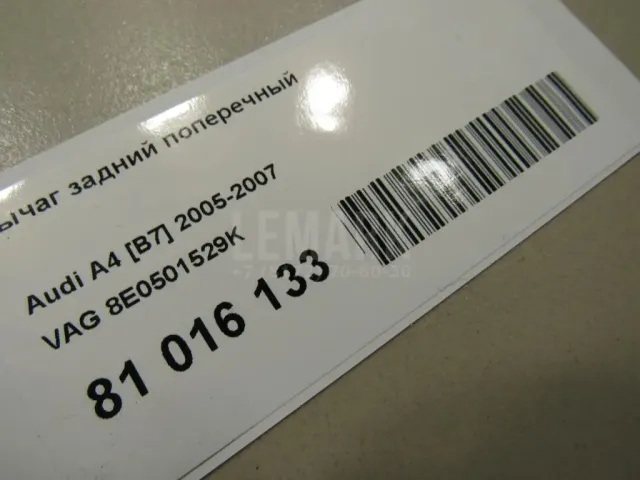 ычаг задний поперечный
Audi A4 [B7] 2005-2007
VAG 8E0501529K
81 016 133